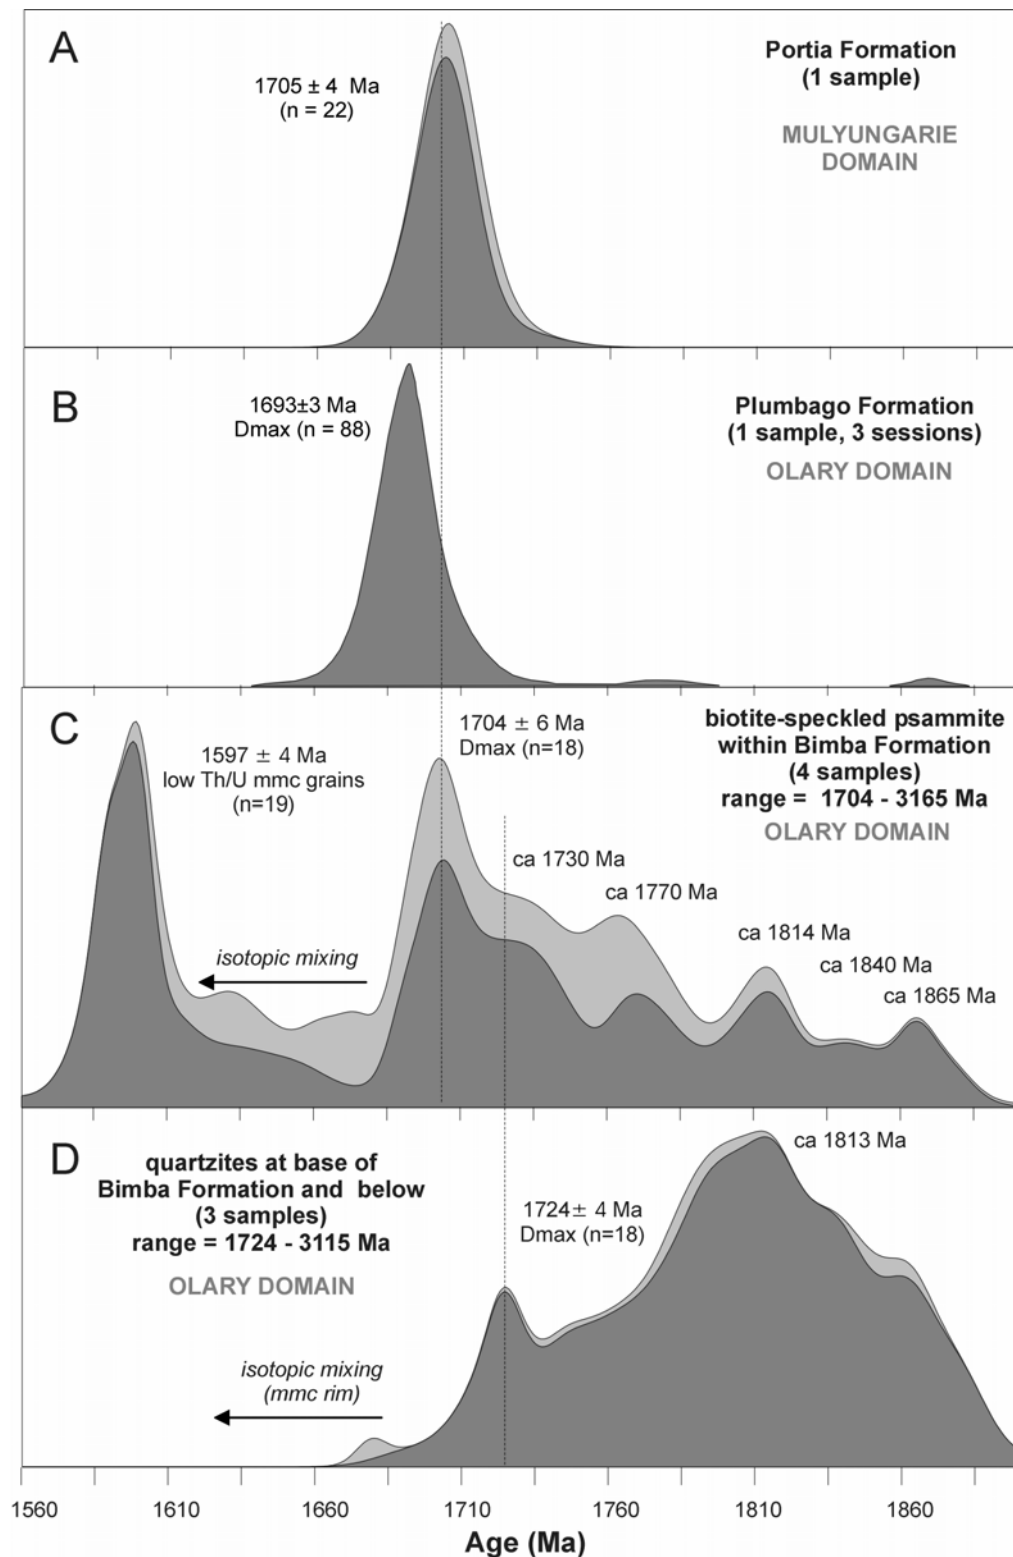 A
1705 ± 4 Ma
(n = 22)
Portia Formation
(1 sample)
MULYUNGARIE
DOMAIN
B
1693±3 Ma
Dmax (n = 88)
Plumbago Formation
(1 sample, 3 sessions)
OLARY DOMAIN
C
1597 ± 4 Ma
low Th/U mmc grains
(n=19)
1704 ± 6 Ma
Dmax (n=18)
biotite-speckled psammite
within Bimba Formation
(4 samples)
range = 1704 - 3165 Ma
OLARY DOMAIN
ca 1730 Ma
ca 1770 Ma
ca 1814 Ma
ca 1840 Ma
ca 1865 Ma
isotopic mixing
D
quartzites at base of
Bimba Formation and below
(3 samples)
range = 1724 - 3115 Ma
OLARY DOMAIN
1724± 4 Ma
Dmax (n=18)
ca 1813 Ma
isotopic mixing
(mmc rim)
1560 1610 1660 1710 1760 1810 1860
Age (Ma)